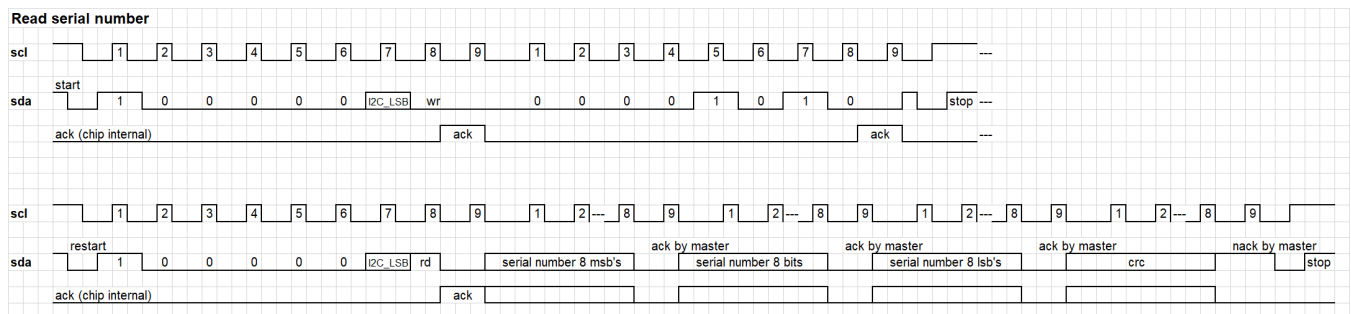 Read serial number
scl 1 2 3 4 5 6 7 8 9 1 2 3 4 5 6 7 8 9 ---
start
sda 1 0 0 0 0 0 I2C_LSB wr 0 0 0 0 1 0 1 0 stop ---
ack (chip internal) ack ack ---
scl 1 2 3 4 5 6 7 8 9 1 2 --- 8 9 1 2 --- 8 9 1 2 --- 8 9 1 2 --- 8 9
restart ack by master ack by master ack by master nack by master
sda 1 0 0 0 0 0 I2C_LSB rd serial number 8 msb's serial number 8 bits serial number 8 lsb's crc stop
ack (chip internal) ack